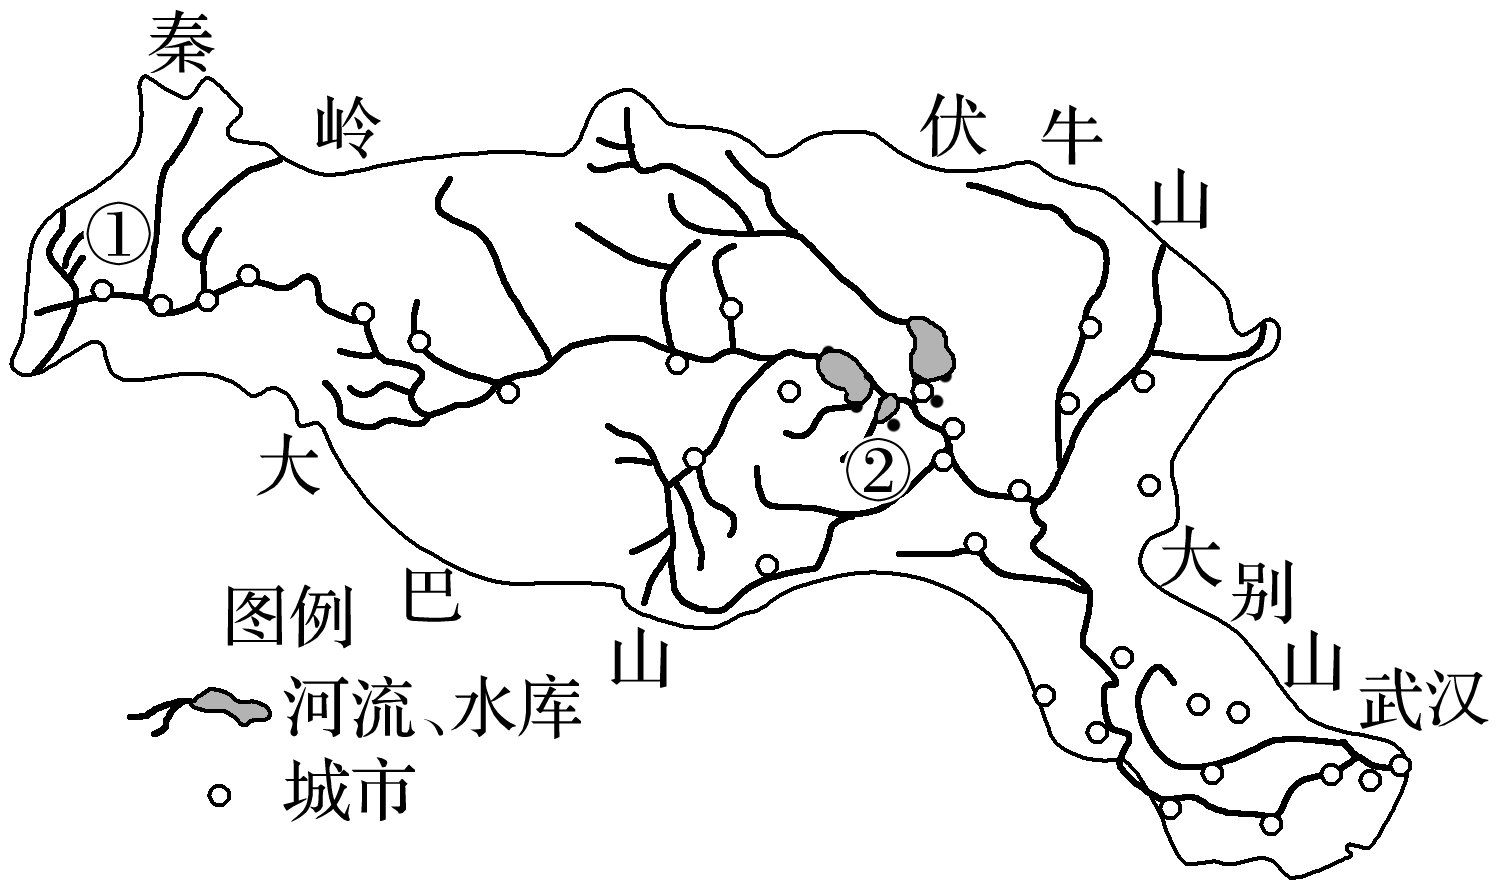 秦
岭
伏牛
山
①
大
②
大
别
山
巴
山
武汉
图例
河流、水库
城市